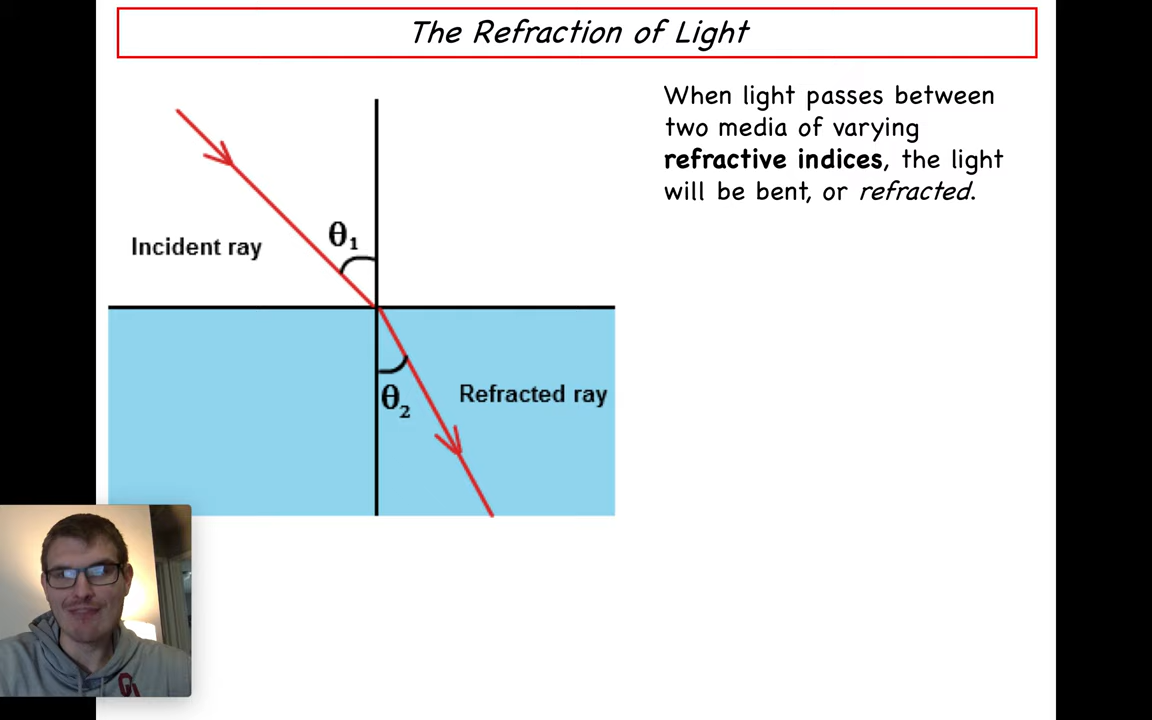 The Refraction of Light
When light passes between
two media of varying
refractive indices, the light
will be bent, or refracted.
θ₁
Incident ray
θ₂
Refracted ray
OU